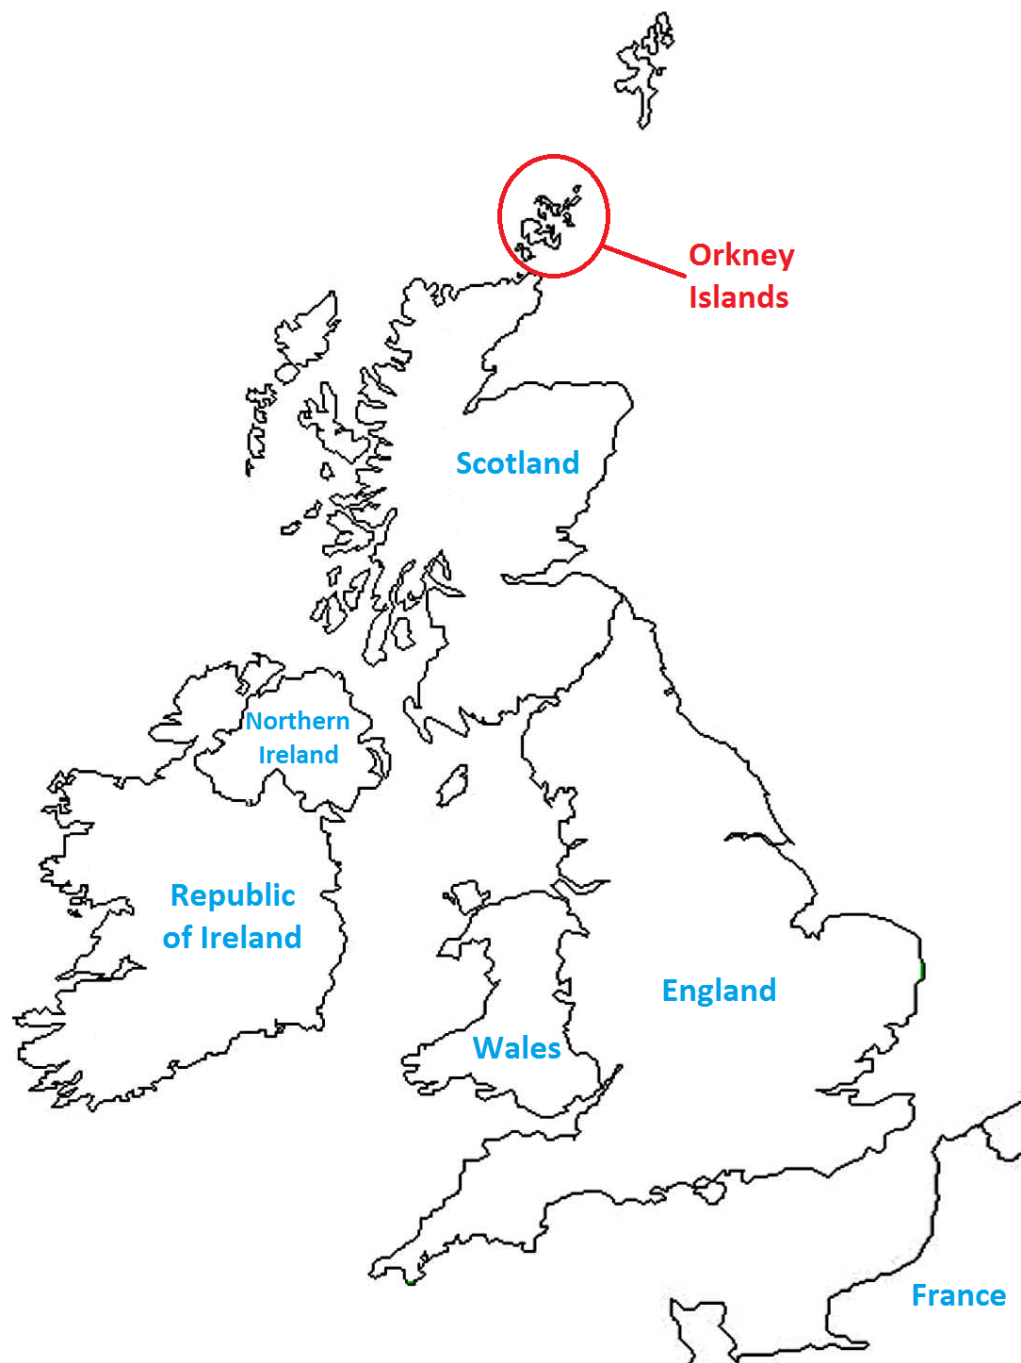 Orkney
Islands
Scotland
Northern
Ireland
Republic
of Ireland
England
Wales
France